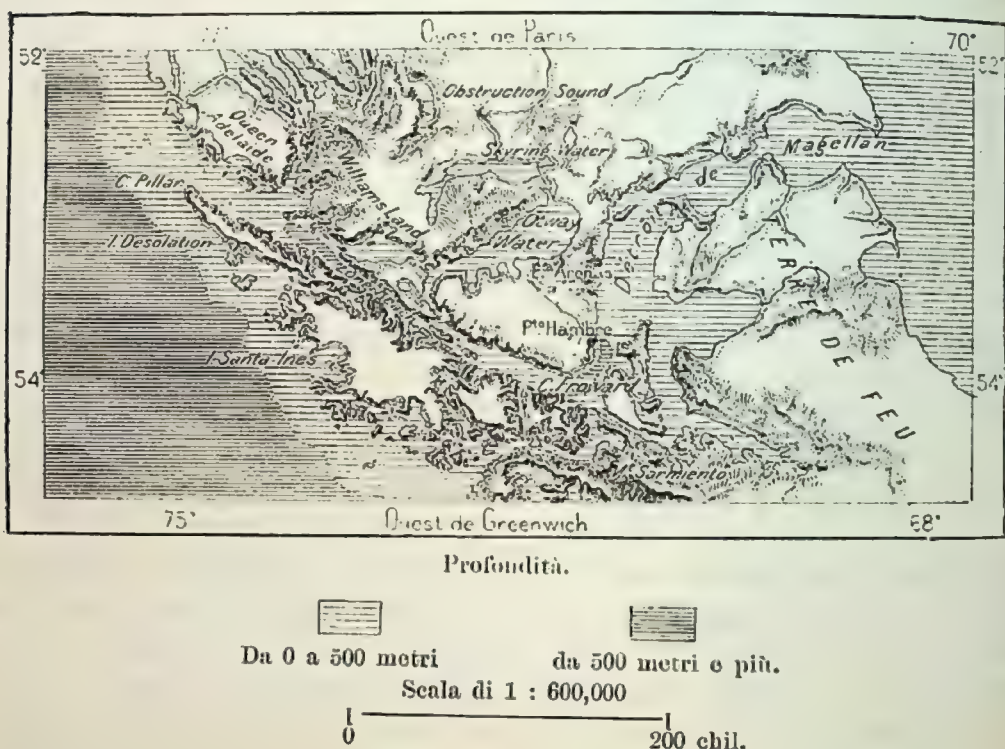 Ouest de Paris
77°
70°
52°
52°
Obstruction Sound
Queen
Adelaide
Skyring Water
Magellan
de
C. Pillar
Williams Land
Otway
Water
I. Desolation
Détroit
Pta Arenas
TERRE DE FEU
Pto Hambre
I. Santa-Ines
54°
54°
C. Froward
Sarmiento
75°
Ouest de Greenwich
68°
Profondità.
Da 0 a 500 metri
da 500 metri e più.
Scala di 1 : 600,000
0
200 chil.